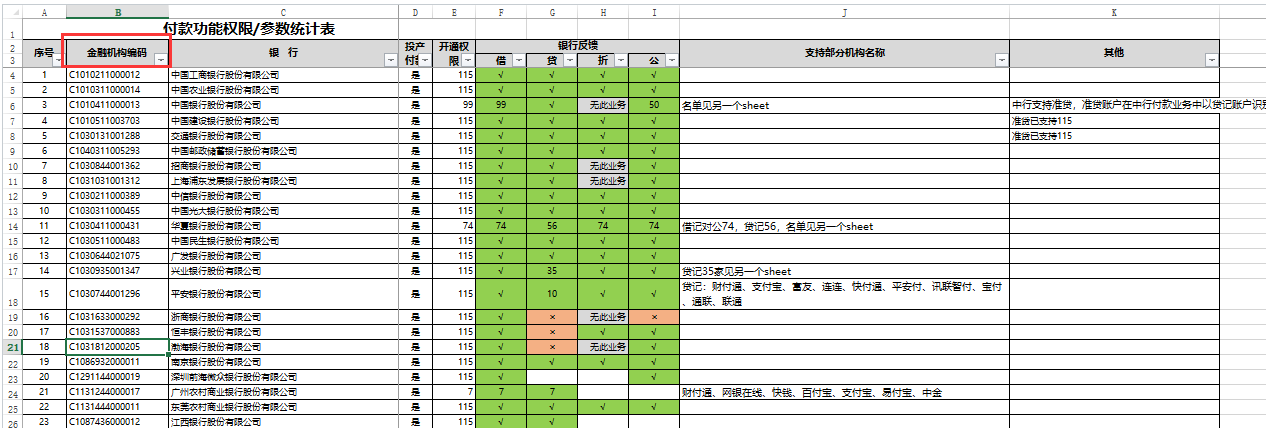 A B C D E F G H I J K
1 付款功能权限/参数统计表
2 序号 金融机构编码 银 行 投产 开通权 银行反馈 支持部分机构名称 其他
3 限 借 贷 折 公
4 1 C1010211000012 中国工商银行股份有限公司 是 115 √ √ √ √
5 2 C1010311000014 中国农业银行股份有限公司 是 115 √ √ √ √
6 3 C1010411000013 中国银行股份有限公司 是 99 99 √ 无此业务 50 名单见另一个sheet 中行支持准贷，准贷账户在中行付款业务中以贷记账户识别
7 4 C1010511003703 中国建设银行股份有限公司 是 115 √ √ √ √ 准贷已支持115
8 5 C1030131001288 交通银行股份有限公司 是 115 √ √ √ √ 准贷已支持115
9 6 C1040311005293 中国邮政储蓄银行股份有限公司 是 115 √ √ √ √
10 7 C1030844001362 招商银行股份有限公司 是 115 √ √ 无此业务 √
11 8 C1031031001312 上海浦东发展银行股份有限公司 是 115 √ √ 无此业务 √
12 9 C1030211000389 中信银行股份有限公司 是 115 √ √ √ √
13 10 C1030311000455 中国光大银行股份有限公司 是 115 √ √ √ √
14 11 C1030411000431 华夏银行股份有限公司 是 74 74 56 74 74 借记对公74，贷记56，名单见另一个sheet
15 12 C1030511000483 中国民生银行股份有限公司 是 115 √ √ √ √
16 13 C1030644021075 广发银行股份有限公司 是 115 √ √ √ √
17 14 C1030935001347 兴业银行股份有限公司 是 115 √ 35 √ √ 贷记35家见另一个sheet
18 15 C1030744001296 平安银行股份有限公司 是 115 √ 10 √ √ 贷记：财付通、支付宝、富友、连连、快付通、平安付、讯联智付、宝付
、通联、联通
19 16 C1031633000292 浙商银行股份有限公司 是 115 √ × 无此业务 ×
20 17 C1031537000883 恒丰银行股份有限公司 是 115 √ × √ √
21 18 C1031812000205 渤海银行股份有限公司 是 115 √ × 无此业务 √
22 19 C1086932000011 南京银行股份有限公司 是 115 √ √ √ √
23 20 C1291144000019 深圳前海微众银行股份有限公司 是 115 √ √
24 21 C1131244000017 广州农村商业银行股份有限公司 是 7 7 7 财付通、网银在线、快钱、百付宝、支付宝、易付宝、中金
25 22 C1131444000011 东莞农村商业银行股份有限公司 是 115 √ √ √ √
26 23 C1087436000012 江西银行股份有限公司 是 115 √ √